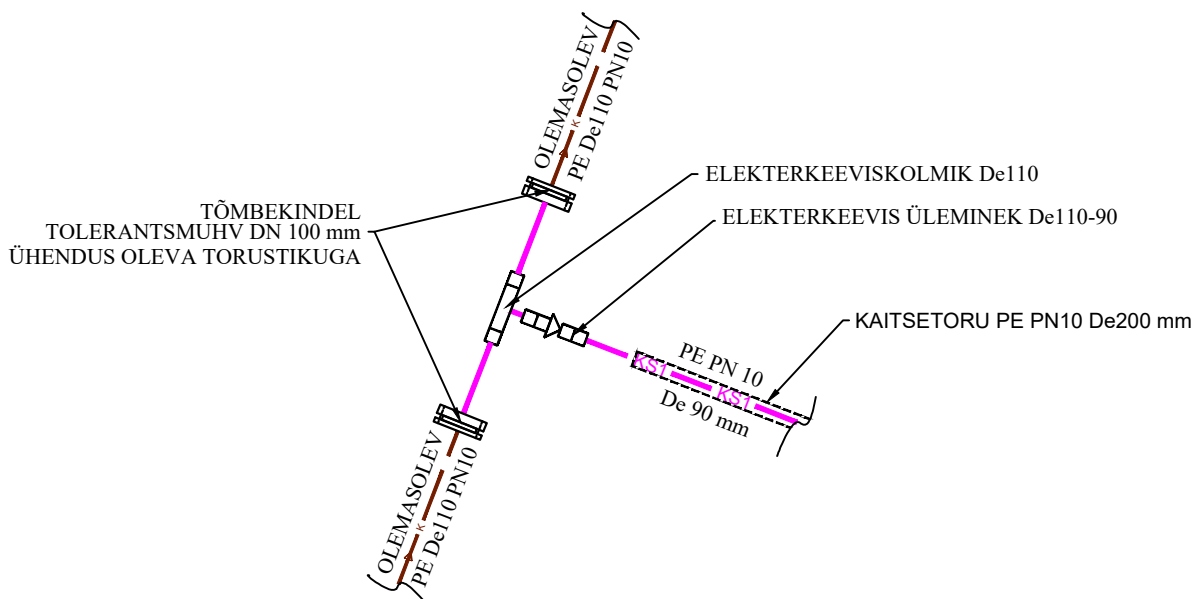 OLEMASOLEV
K
PE De110 PN10
ELEKTERKEEVISKOLMIK De110
TÕMBEKINDEL
TOLERANTSMUHV DN 100 mm
ÜHENDUS OLEVA TORUSTIKUGA
ELEKTERKEEVIS ÜLEMINEK De110-90
KAITSETORU PE PN10 De200 mm
PE PN 10
KS1
KS1
De 90 mm
OLEMASOLEV
K
PE De110 PN10